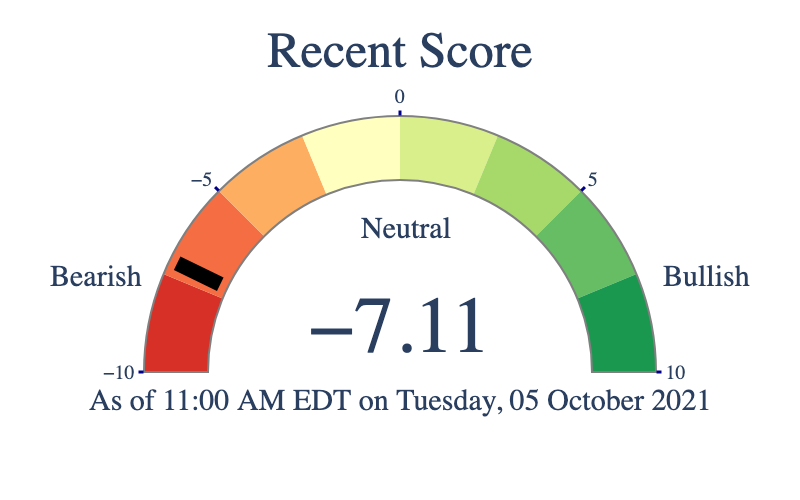 Recent Score
0
−5
5
Neutral
Bearish
Bullish
−7.11
−10
10
As of 11:00 AM EDT on Tuesday, 05 October 2021